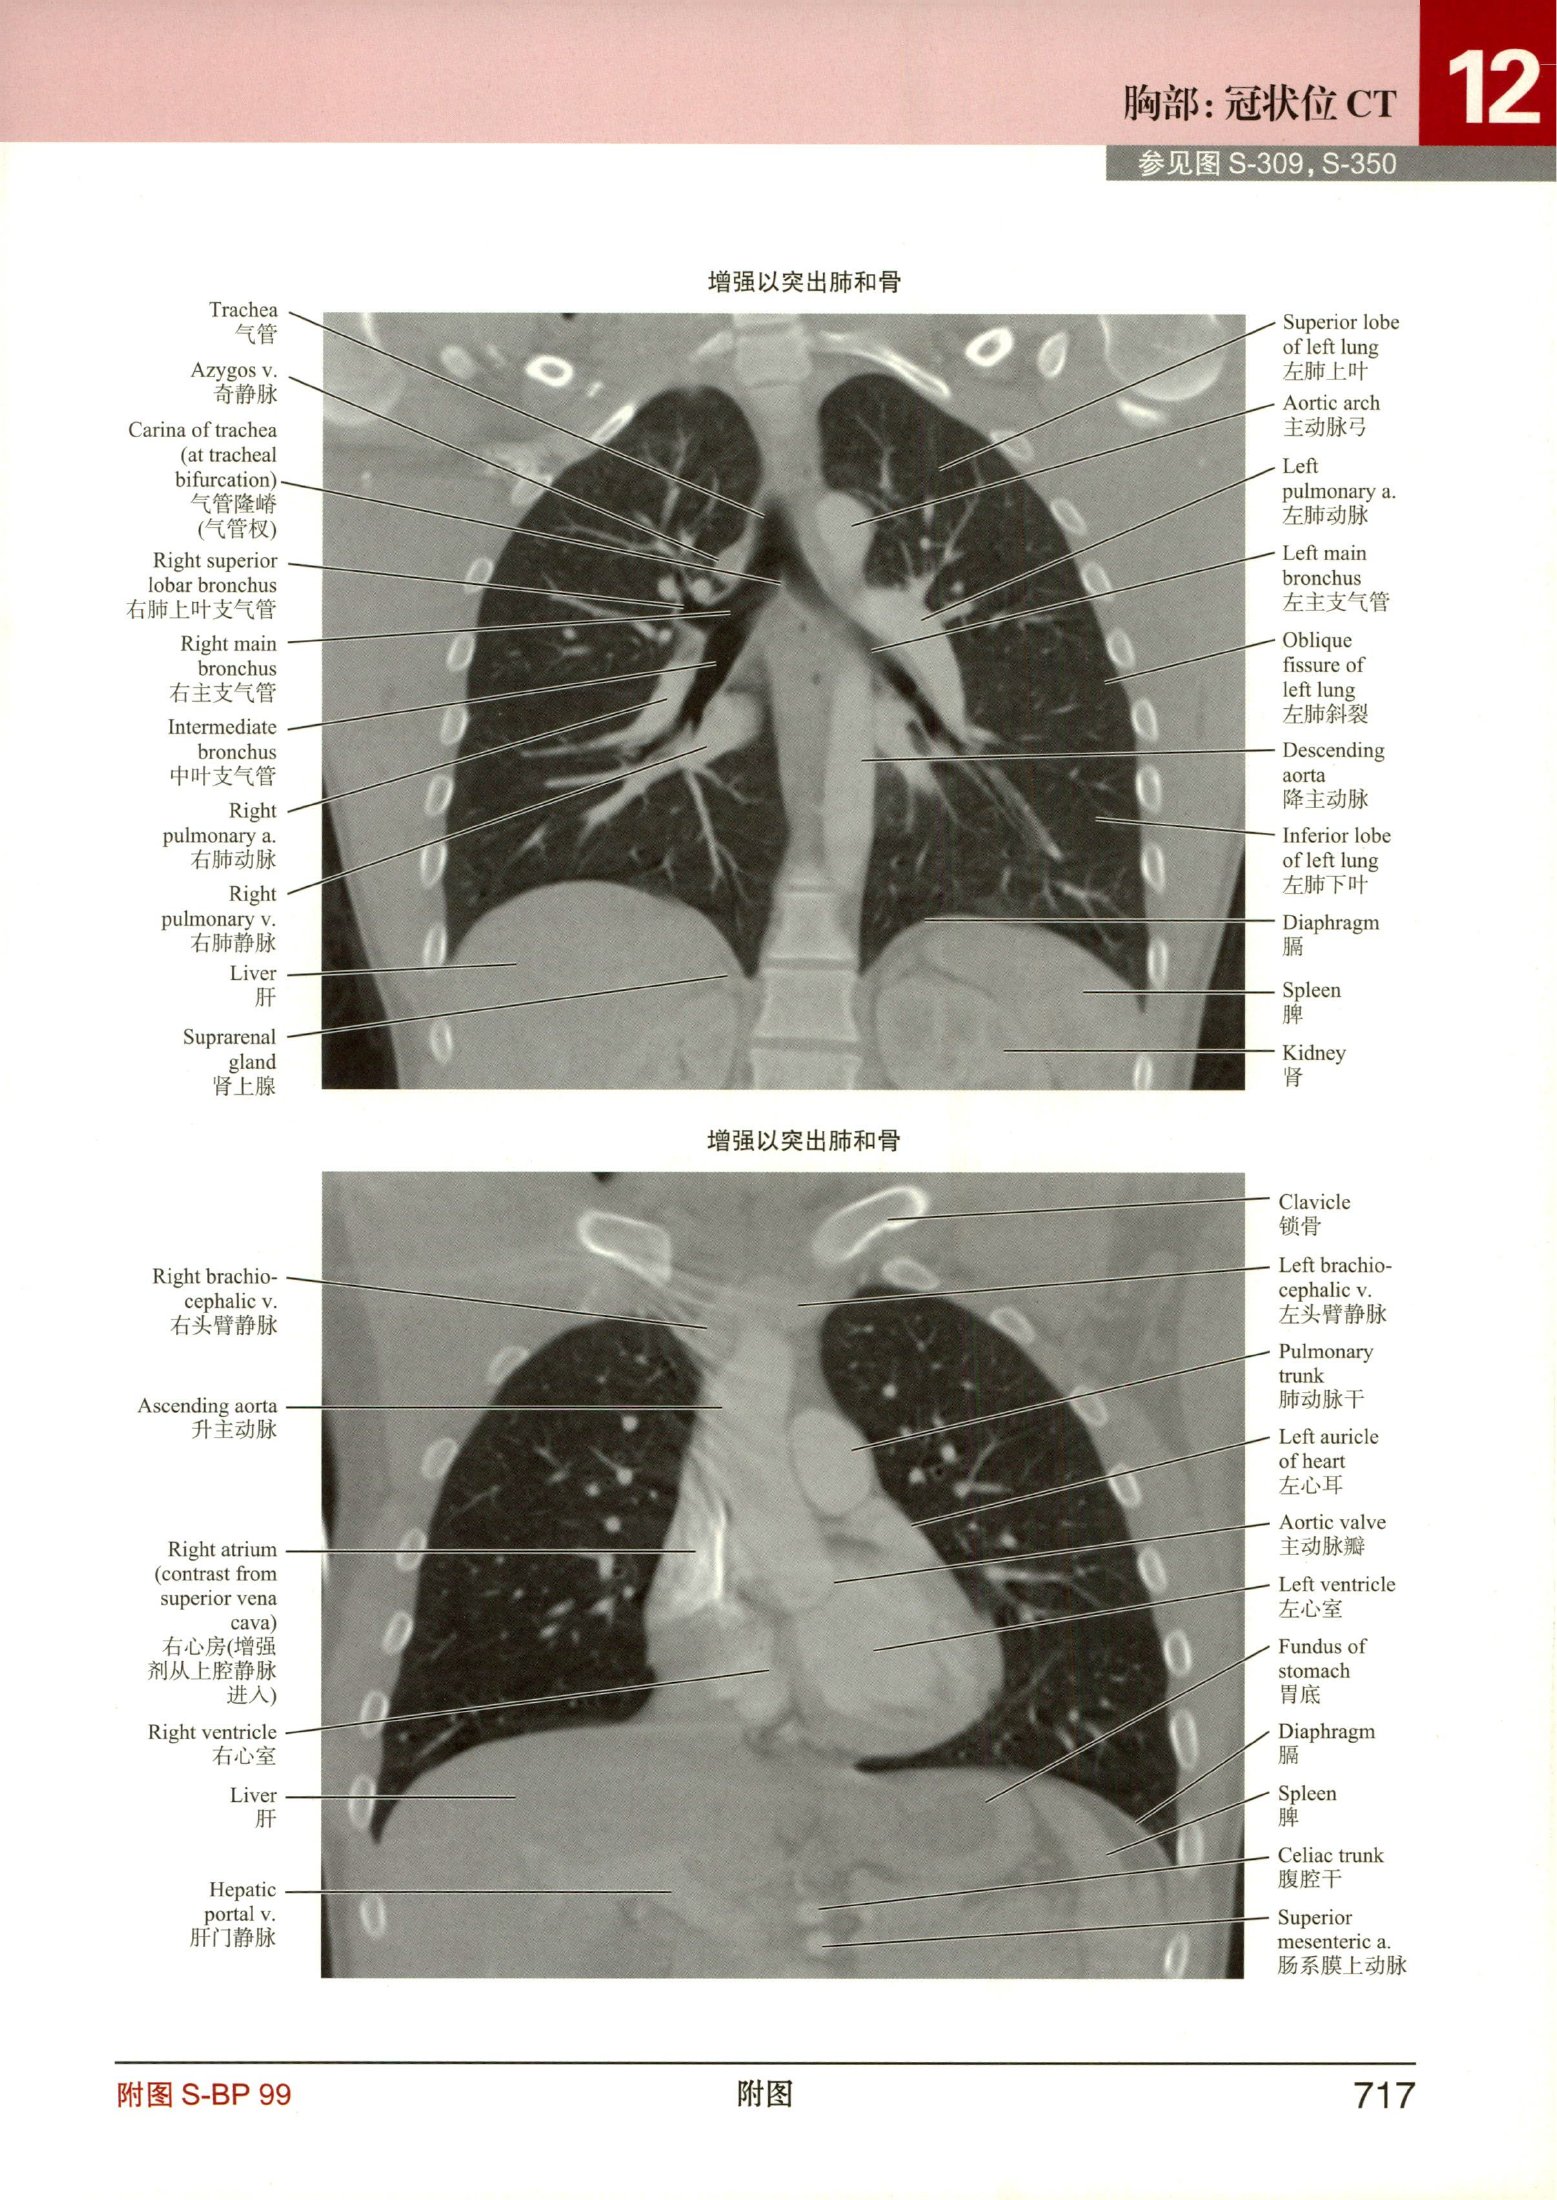 胸部：冠状位 CT
12
参见图 S-309，S-350
增强以突出肺和骨
Trachea
气管
Azygos v.
奇静脉
Carina of trachea
(at tracheal
bifurcation)
气管隆嵴
(气管杈)
Right superior
lobar bronchus
右肺上叶支气管
Right main
bronchus
右主支气管
Intermediate
bronchus
中叶支气管
Right
pulmonary a.
右肺动脉
Right
pulmonary v.
右肺静脉
Liver
肝
Suprarenal
gland
肾上腺
Superior lobe
of left lung
左肺上叶
Aortic arch
主动脉弓
Left
pulmonary a.
左肺动脉
Left main
bronchus
左主支气管
Oblique
fissure of
left lung
左肺斜裂
Descending
aorta
降主动脉
Inferior lobe
of left lung
左肺下叶
Diaphragm
膈
Spleen
脾
Kidney
肾
增强以突出肺和骨
Right brachio-
cephalic v.
右头臂静脉
Ascending aorta
升主动脉
Right atrium
(contrast from
superior vena
cava)
右心房(增强
剂从上腔静脉
进入)
Right ventricle
右心室
Liver
肝
Hepatic
portal v.
肝门静脉
Clavicle
锁骨
Left brachio-
cephalic v.
左头臂静脉
Pulmonary
trunk
肺动脉干
Left auricle
of heart
左心耳
Aortic valve
主动脉瓣
Left ventricle
左心室
Fundus of
stomach
胃底
Diaphragm
膈
Spleen
脾
Celiac trunk
腹腔干
Superior
mesenteric a.
肠系膜上动脉
附图 S-BP 99
附图
717